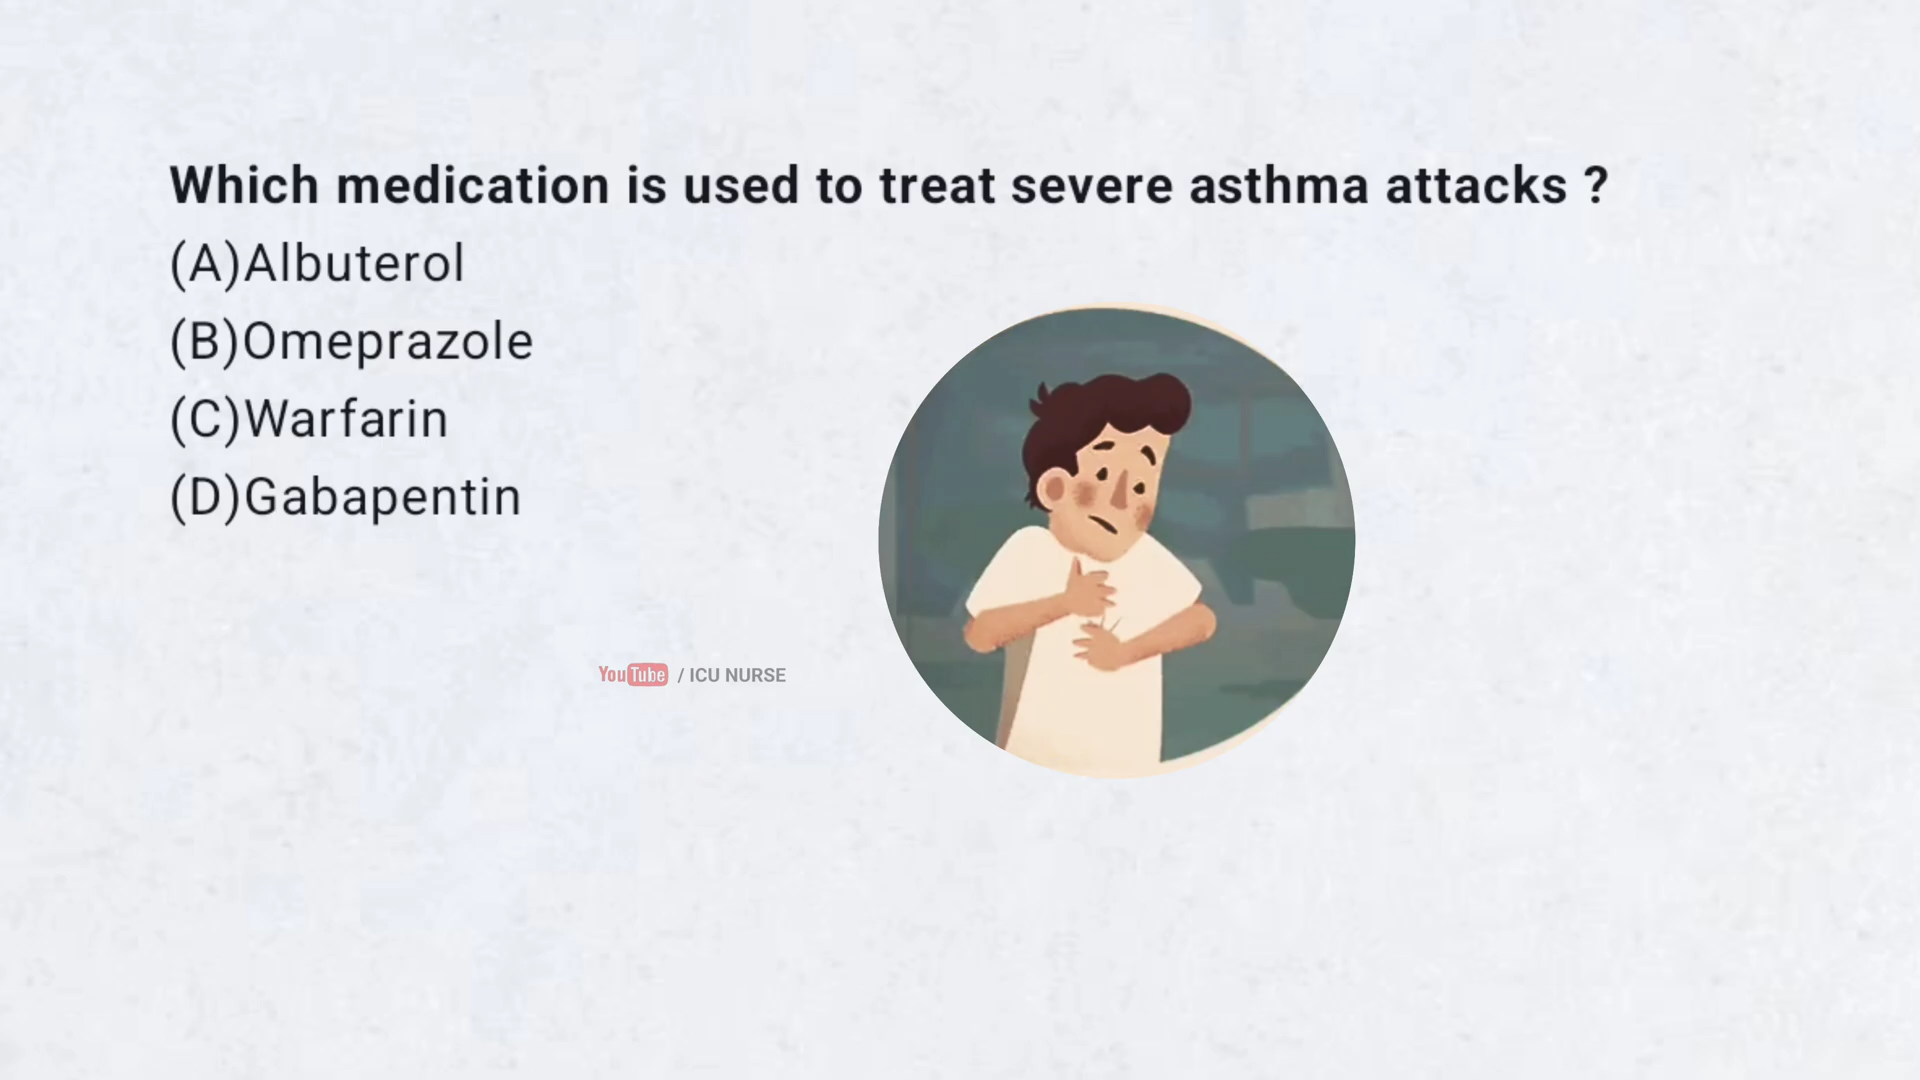 Which medication is used to treat severe asthma attacks ?
(A)Albuterol
(B)Omeprazole
(C)Warfarin
(D)Gabapentin
YouTube / ICU NURSE